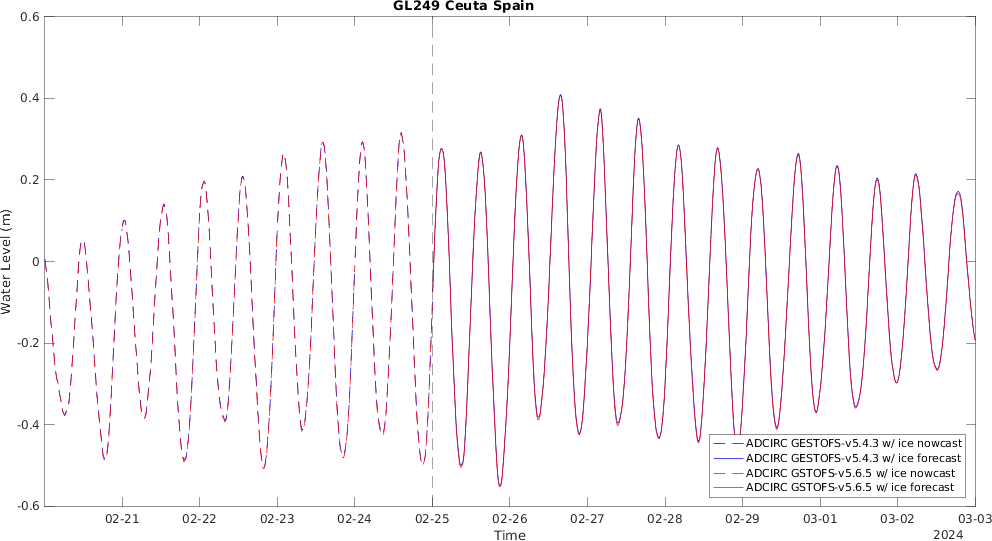 GL249 Ceuta Spain
0.6
0.4
0.2
0
-0.2
-0.4
-0.6
Water Level (m)
ADCIRC GESTOFS-v5.4.3 w/ ice nowcast
ADCIRC GESTOFS-v5.4.3 w/ ice forecast
ADCIRC GSTOFS-v5.6.5 w/ ice nowcast
ADCIRC GSTOFS-v5.6.5 w/ ice forecast
02-21 02-22 02-23 02-24 02-25 02-26 02-27 02-28 02-29 03-01 03-02 03-03
Time
2024